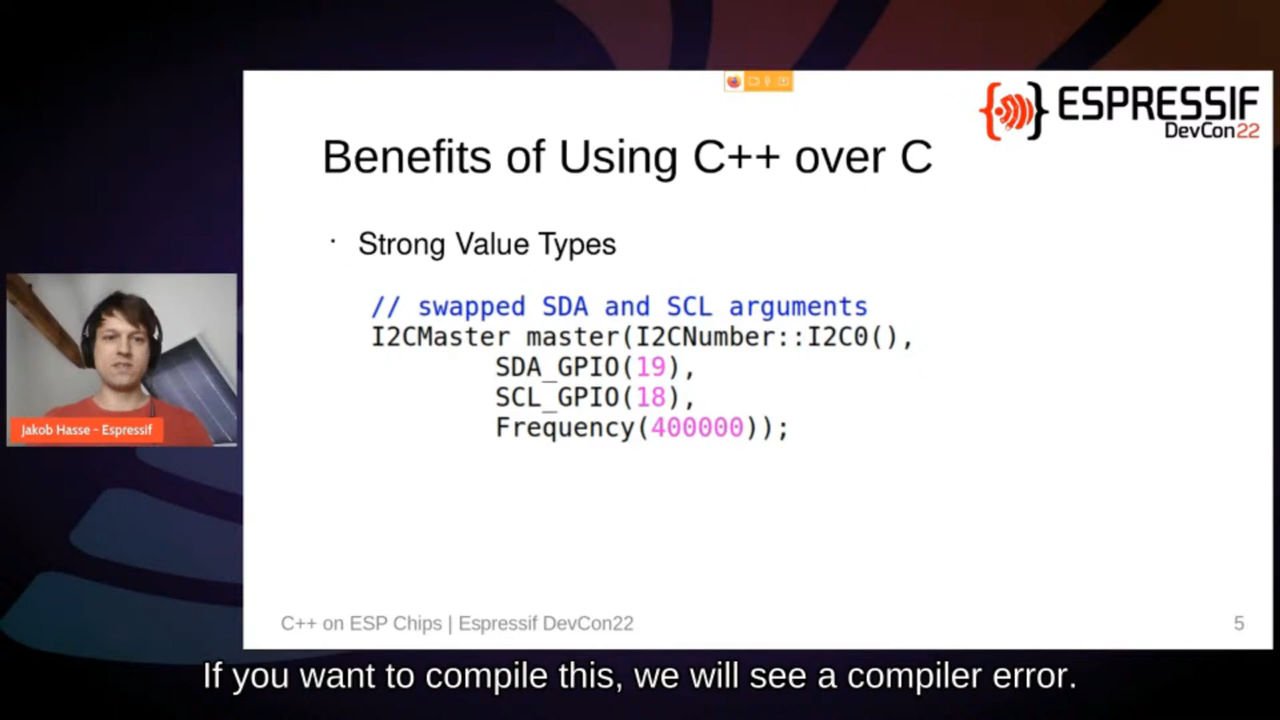 ESPRESSIF
DevCon22
Benefits of Using C++ over C
· Strong Value Types
// swapped SDA and SCL arguments
I2CMaster master(I2CNumber::I2C0(),
SDA_GPIO(19),
SCL_GPIO(18),
Frequency(400000));
Jakob Hasse - Espressif
C++ on ESP Chips | Espressif DevCon22
5
If you want to compile this, we will see a compiler error.